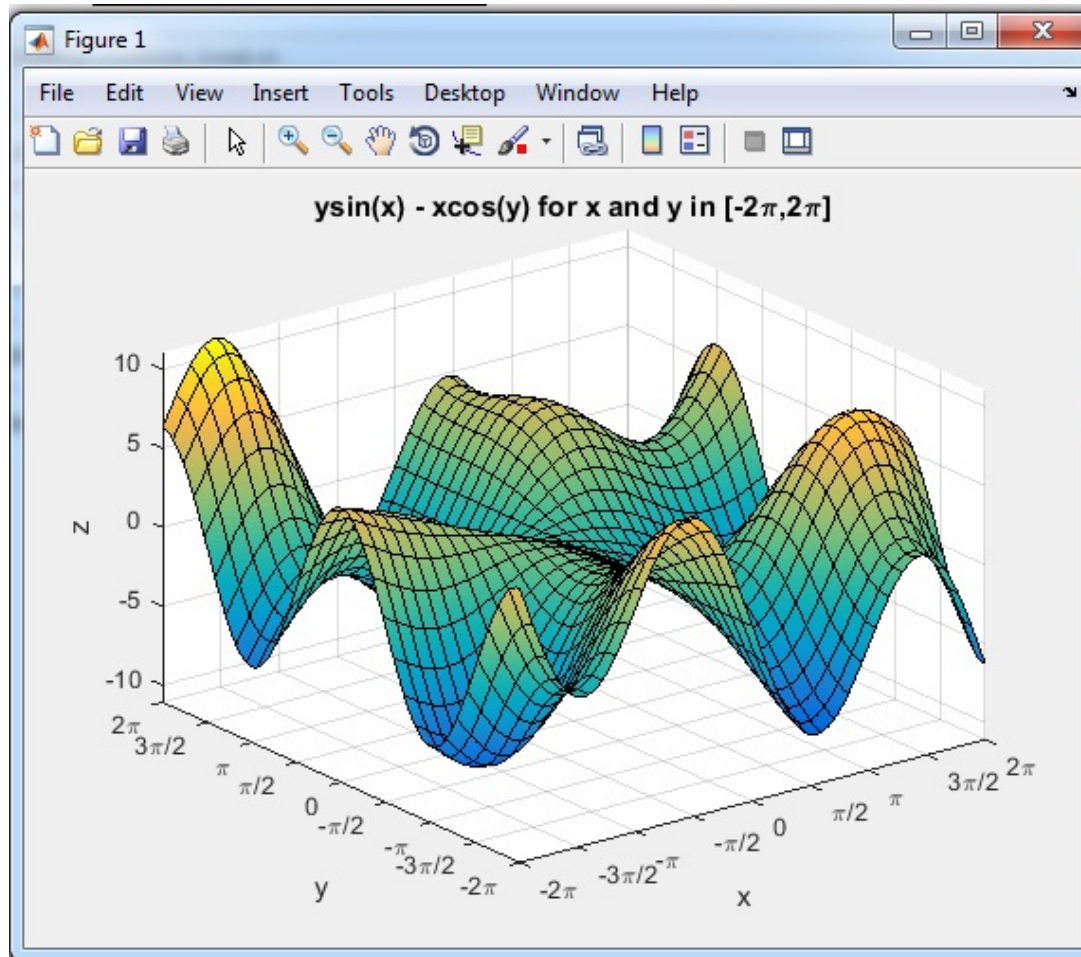 Figure 1
File Edit View Insert Tools Desktop Window Help
ysin(x) - xcos(y) for x and y in [-2π,2π]
10
5
0
-5
-10
z
2π
3π/2
π
π/2
0
-π/2
-π
-3π/2
-2π
y
-2π
-3π/2
-π
-π/2
0
π/2
π
3π/2
2π
x